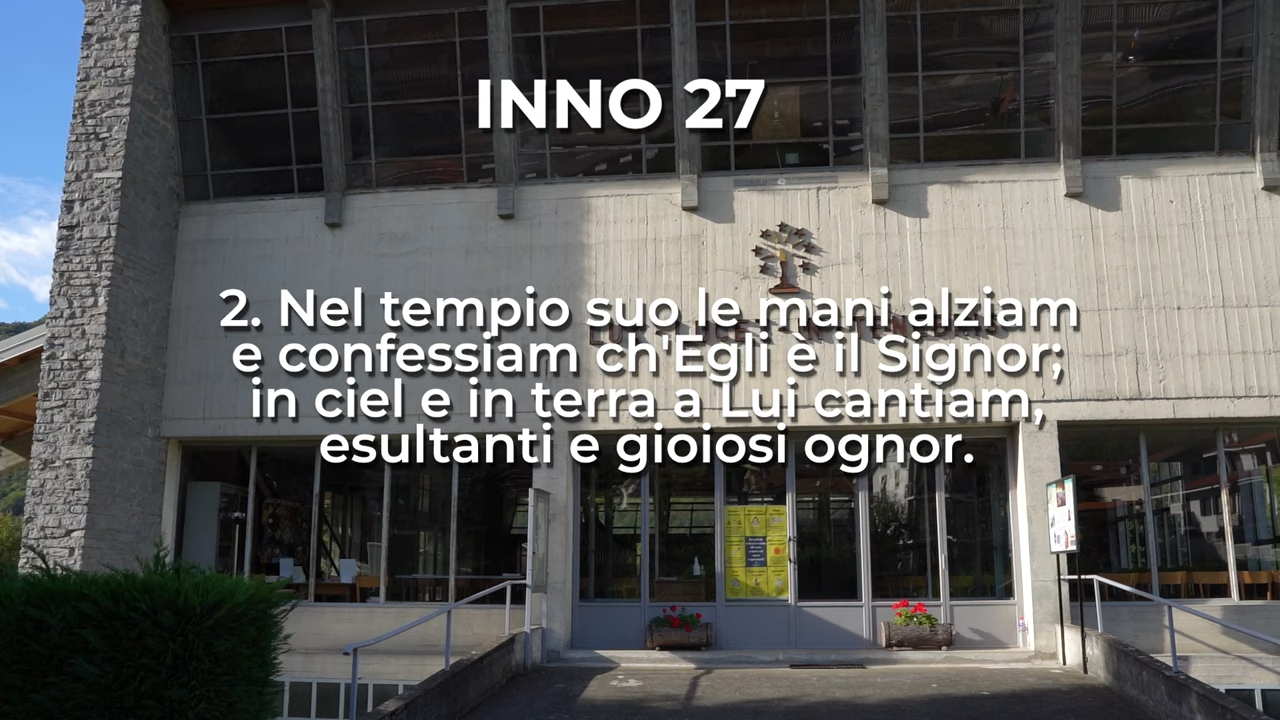 INNO 27
2. Nel tempio suo le mani alziam
e confessiam ch'Egli è il Signor;
in ciel e in terra a Lui cantiam,
esultanti e gioiosi ognor.